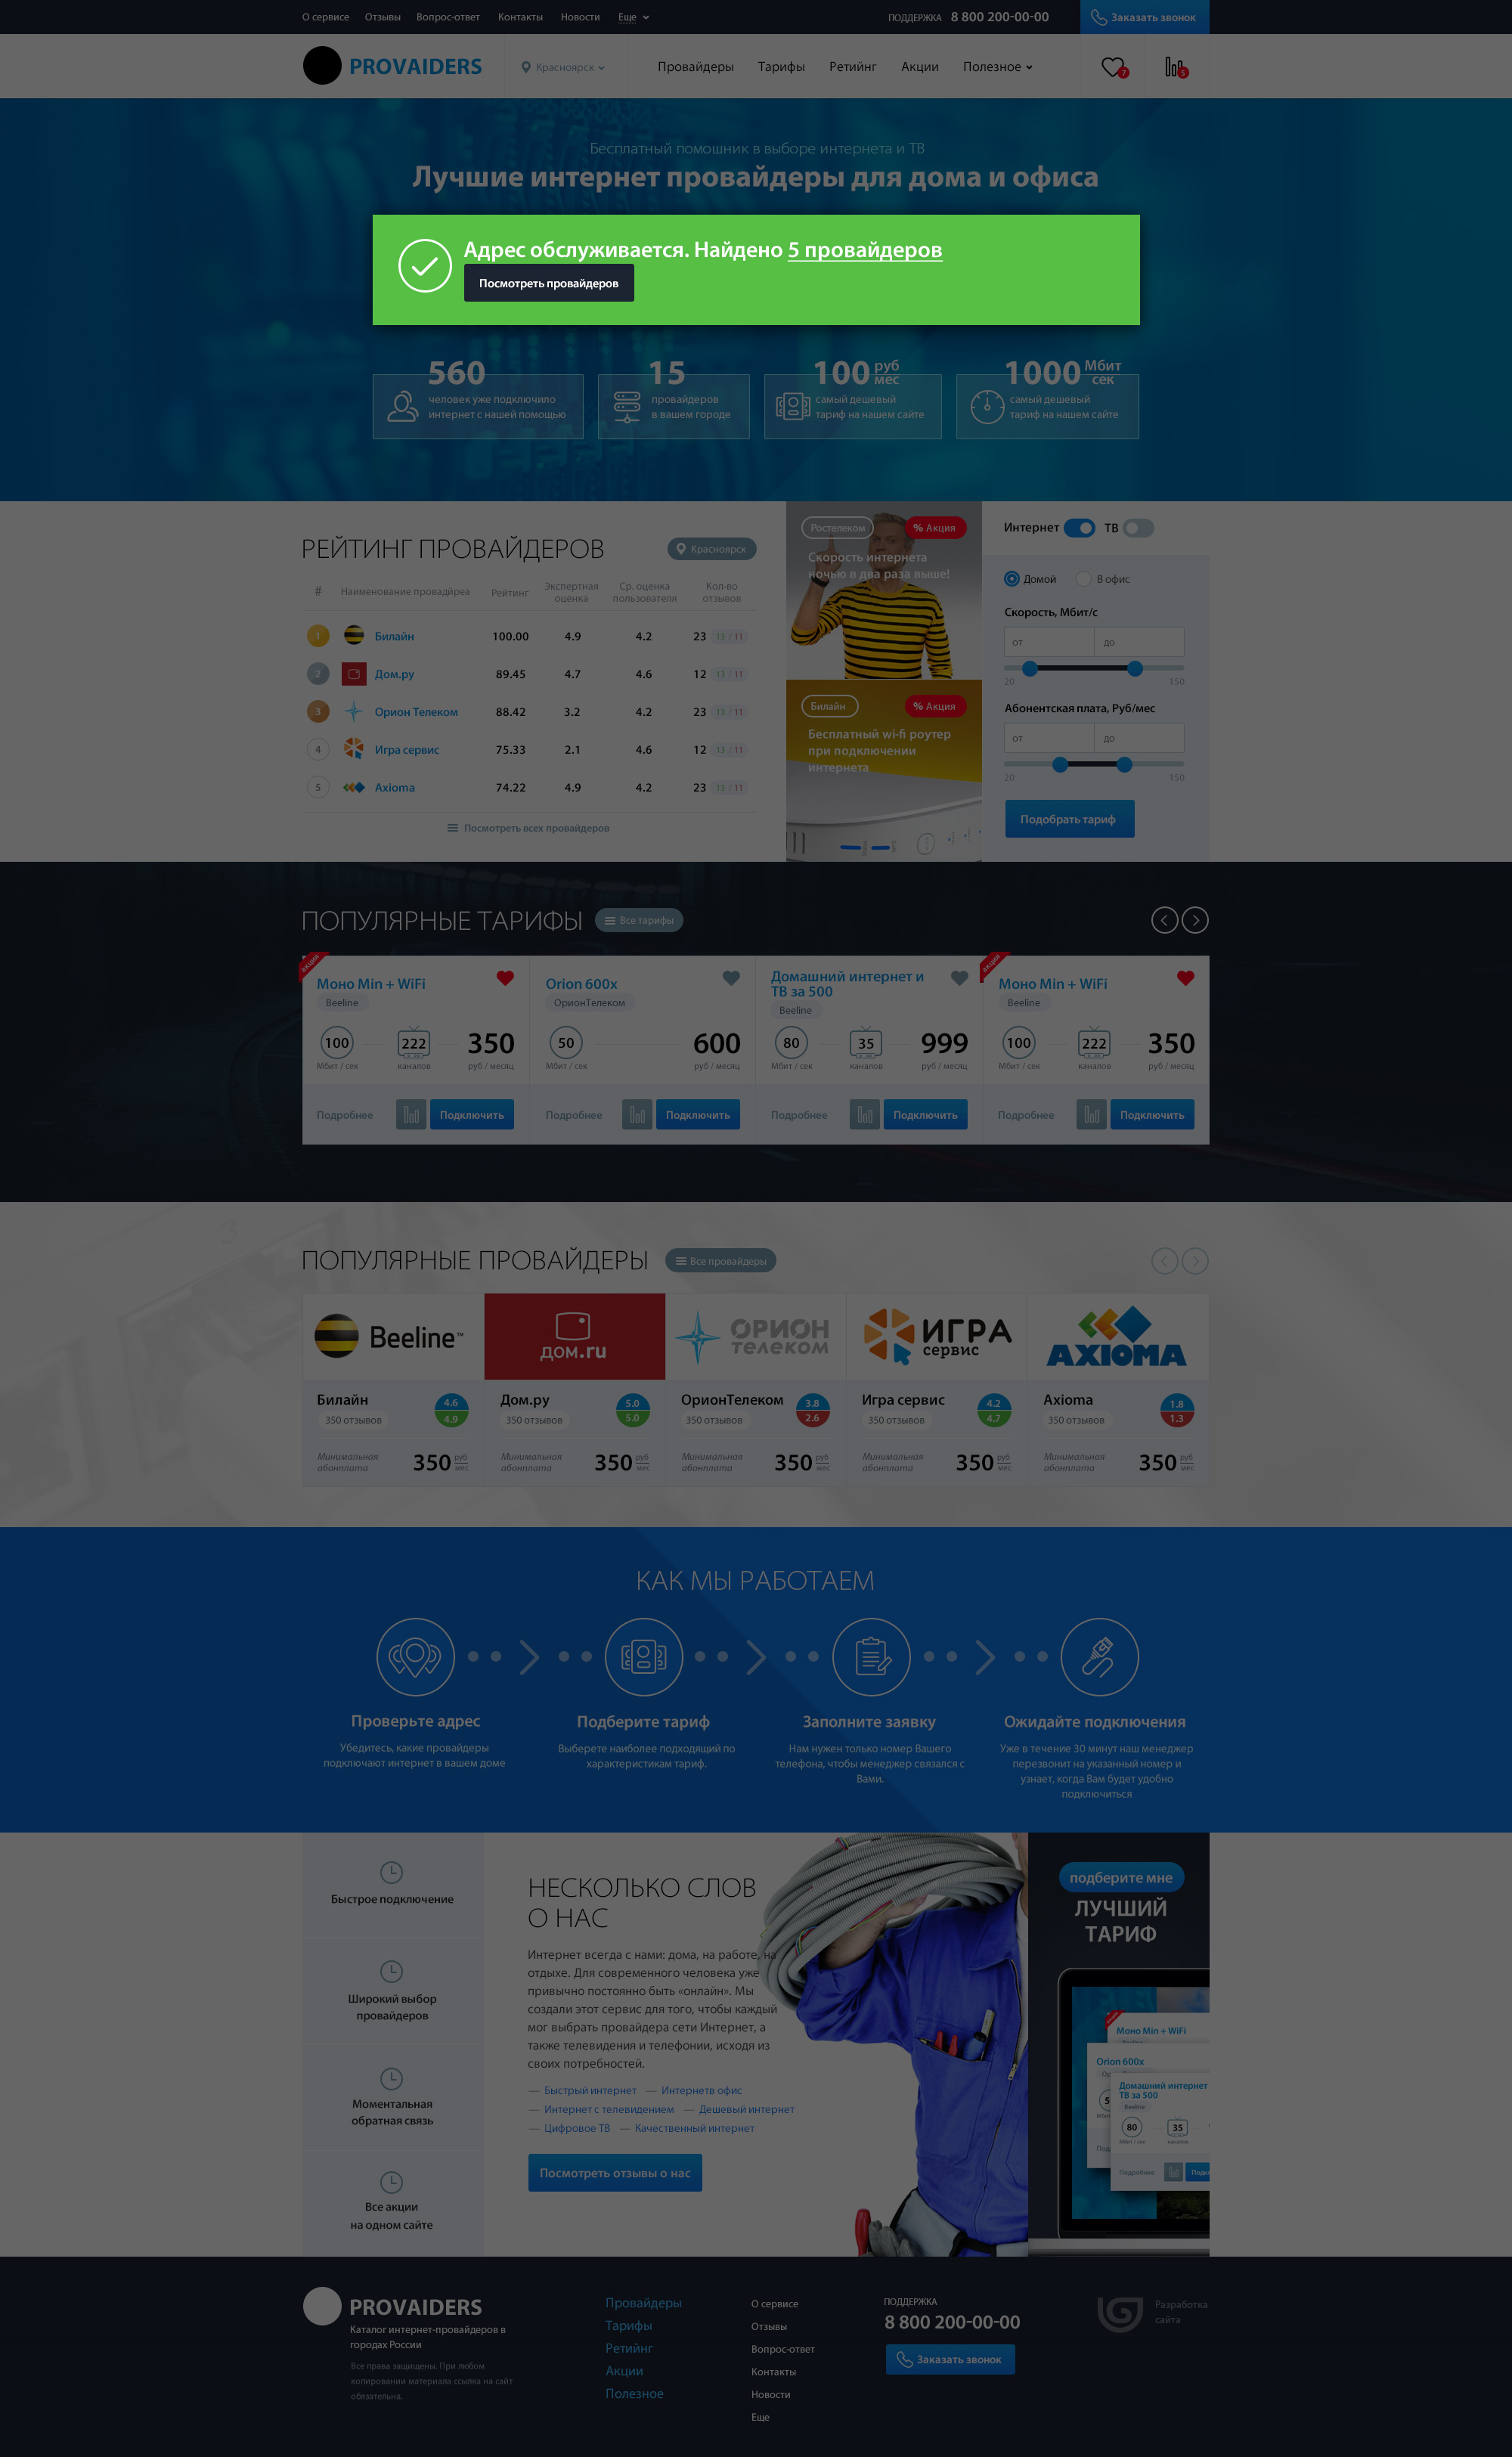 О сервисе Отзывы Вопрос-ответ Контакты Новости Еще ПОДДЕРЖКА 8 800 200-00-00 Заказать звонок
PROVAIDERS Красноярск Провайдеры Тарифы Ретийнг Акции Полезное 7 5
Бесплатный помошник в выборе интернета и ТВ
Лучшие интернет провайдеры для дома и офиса
Адрес обслуживается. Найдено 5 провайдеров
Посмотреть провайдеров
560
человек уже подключило
интернет с нашей помощью
15
провайдеров
в вашем городе
100 руб мес
самый дешевый
тариф на нашем сайте
1000 Мбит сек
самый дешевый
тариф на нашем сайте
РЕЙТИНГ ПРОВАЙДЕРОВ Красноярск
# Наименование провадйреа Рейтинг Экспертная оценка Ср. оценка пользователя Кол-во отзывов
1 Билайн 100.00 4.9 4.2 23 13 / 11
2 Дом.ру 89.45 4.7 4.6 12 13 / 11
3 Орион Телеком 88.42 3.2 4.2 23 13 / 11
4 Игра сервис 75.33 2.1 4.6 12 13 / 11
5 Axioma 74.22 4.9 4.2 23 13 / 11
Посмотреть всех провайдеров
Ростелеком % Акция
Скорость интернета
ночью в два раза выше!
Билайн % Акция
Бесплатный wi-fi роутер
при подключении
интернета
Интернет ТВ
Домой В офис
Скорость, Мбит/с
от до
20 150
Абонентская плата, Руб/мес
от до
20 150
Подобрать тариф
ПОПУЛЯРНЫЕ ТАРИФЫ Все тарифы
акция
Моно Min + WiFi
Beeline
100 222 350
Мбит / сек каналов руб / месяц
Подробнее Подключить
Orion 600x
ОрионТелеком
50 600
Мбит / сек руб / месяц
Подробнее Подключить
Домашний интернет и
ТВ за 500
Beeline
80 35 999
Мбит / сек каналов руб / месяц
Подробнее Подключить
акция
Моно Min + WiFi
Beeline
100 222 350
Мбит / сек каналов руб / месяц
Подробнее Подключить
ПОПУЛЯРНЫЕ ПРОВАЙДЕРЫ Все провайдеры
Beeline™
дом.ru
ОРИОН
телеком
ИГРА
сервис
АXIОМА
Билайн 4.6
350 отзывов 4.9
Минимальная
абонплата 350 руб мес
Дом.ру 5.0
350 отзывов 5.0
Минимальная
абонплата 350 руб мес
ОрионТелеком 3.8
350 отзывов 2.6
Минимальная
абонплата 350 руб мес
Игра сервис 4.2
350 отзывов 4.7
Минимальная
абонплата 350 руб мес
Axioma 1.8
350 отзывов 1.3
Минимальная
абонплата 350 руб мес
КАК МЫ РАБОТАЕМ
Проверьте адрес
Убедитесь, какие провайдеры
подключают интернет в вашем доме
Подберите тариф
Выберете наиболее подходящий по
характеристикам тариф.
Заполните заявку
Нам нужен только номер Вашего
телефона, чтобы менеджер связался с
Вами.
Ожидайте подключения
Уже в течение 30 минут наш менеджер
перезвонит на указанный номер и
узнает, когда Вам будет удобно
подключиться
Быстрое подключение
Широкий выбор
провайдеров
Моментальная
обратная связь
Все акции
на одном сайте
НЕСКОЛЬКО СЛОВ
О НАС
Интернет всегда с нами: дома, на работе, на
отдыхе. Для современного человека уже
привычно постоянно быть «онлайн». Мы
создали этот сервис для того, чтобы каждый
мог выбрать провайдера сети Интернет, а
также телевидения и телефонии, исходя из
своих потребностей.
— Быстрый интернет — Интернетв офис
— Интернет с телевидением — Дешевый интернет
— Цифровое ТВ — Качественный интернет
Посмотреть отзывы о нас
подберите мне
ЛУЧШИЙ
ТАРИФ
Моно Min + WiFi
Orion 600x
Домашний интернет
ТВ за 500
Beeline
80 35
Мбит / сек каналов
Подробнее
PROVAIDERS
Каталог интернет-провайдеров в
городах России
Все права защищены. При любом
копировании материала ссылка на сайт
обязательна.
Провайдеры
Тарифы
Ретийнг
Акции
Полезное
О сервисе
Отзывы
Вопрос-ответ
Контакты
Новости
Еще
ПОДДЕРЖКА
8 800 200-00-00
Заказать звонок
Разработка
сайта